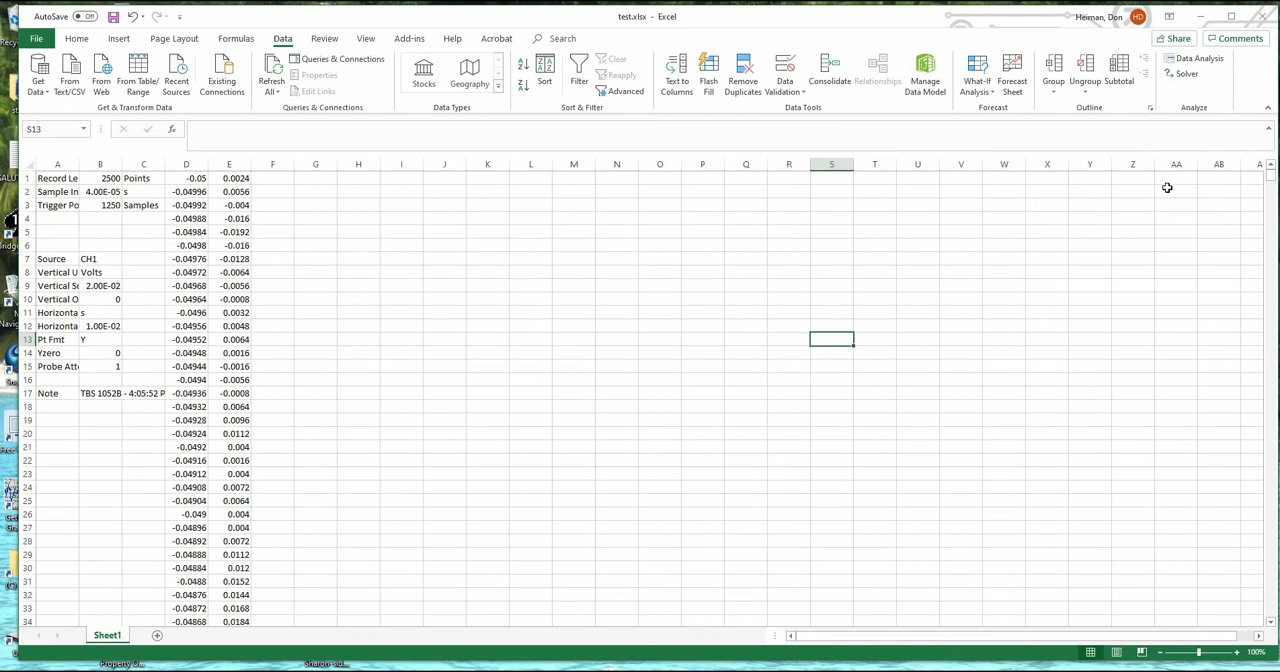 AutoSave Off test.xlsx - Excel Heiman, Don HD
File Home Insert Page Layout Formulas Data Review View Add-ins Help Acrobat Search Share Comments
Get Data From Text/CSV From Web From Table/ Range Recent Sources Existing Connections Refresh All Queries & Connections Properties Edit Links Stocks Geography Sort Filter Clear Reapply Advanced Text to Columns Flash Fill Remove Duplicates Data Validation Consolidate Relationships Manage Data Model What-If Analysis Forecast Sheet Group Ungroup Subtotal Data Analysis Solver
Get & Transform Data Queries & Connections Data Types Sort & Filter Data Tools Forecast Outline Analyze
S13 fx
A B C D E F G H I J K L M N O P Q R S T U V W X Y Z AA AB A
1 Record Le 2500 Points -0.05 0.0024
2 Sample In 4.00E-05 s -0.04996 0.0056
3 Trigger Po 1250 Samples -0.04992 -0.004
4 -0.04988 -0.016
5 -0.04984 -0.0192
6 -0.0498 -0.016
7 Source CH1 -0.04976 -0.0128
8 Vertical U Volts -0.04972 -0.0064
9 Vertical Sc 2.00E-02 -0.04968 -0.0056
10 Vertical O 0 -0.04964 -0.0008
11 Horizonta s -0.0496 0.0032
12 Horizonta 1.00E-02 -0.04956 0.0048
13 Pt Fmt Y -0.04952 0.0064
14 Yzero 0 -0.04948 0.0016
15 Probe Atte 1 -0.04944 -0.0016
16 -0.0494 -0.0056
17 Note TBS 1052B - 4:05:52 P -0.04936 -0.0008
18 -0.04932 0.0064
19 -0.04928 0.0096
20 -0.04924 0.0112
21 -0.0492 0.004
22 -0.04916 0.0016
23 -0.04912 0.004
24 -0.04908 0.0072
25 -0.04904 0.0064
26 -0.049 0.004
27 -0.04896 0.004
28 -0.04892 0.0072
29 -0.04888 0.0112
30 -0.04884 0.012
31 -0.0488 0.0152
32 -0.04876 0.0144
33 -0.04872 0.0168
34 -0.04868 0.0184
Sheet1
100%